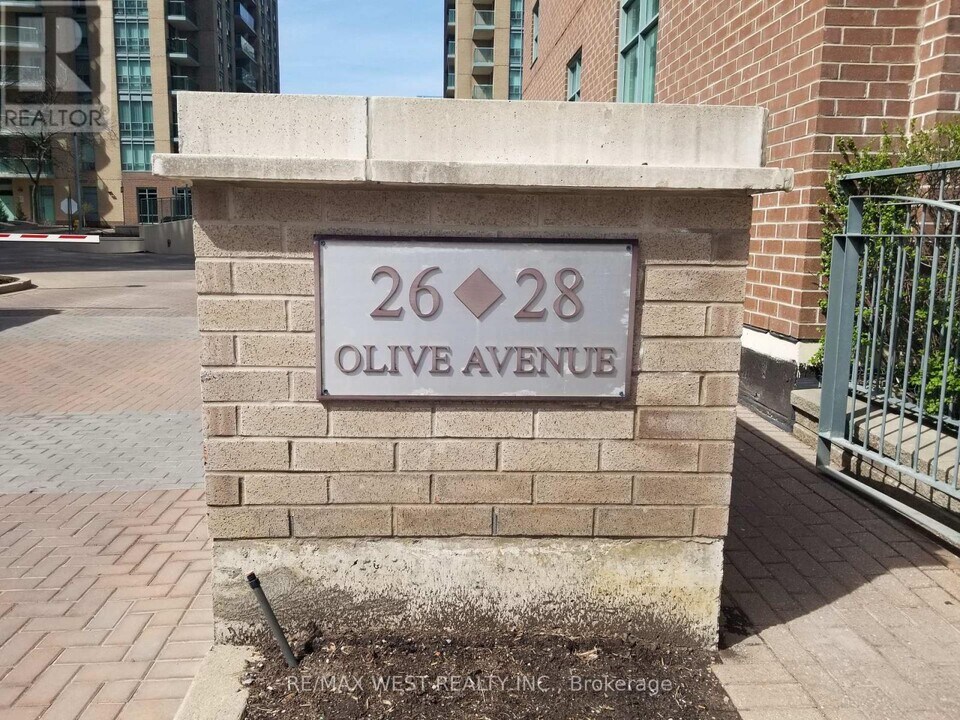 R
REALTOR
26 ◆ 28
OLIVE AVENUE
RE/MAX WEST REALTY INC., Brokerage